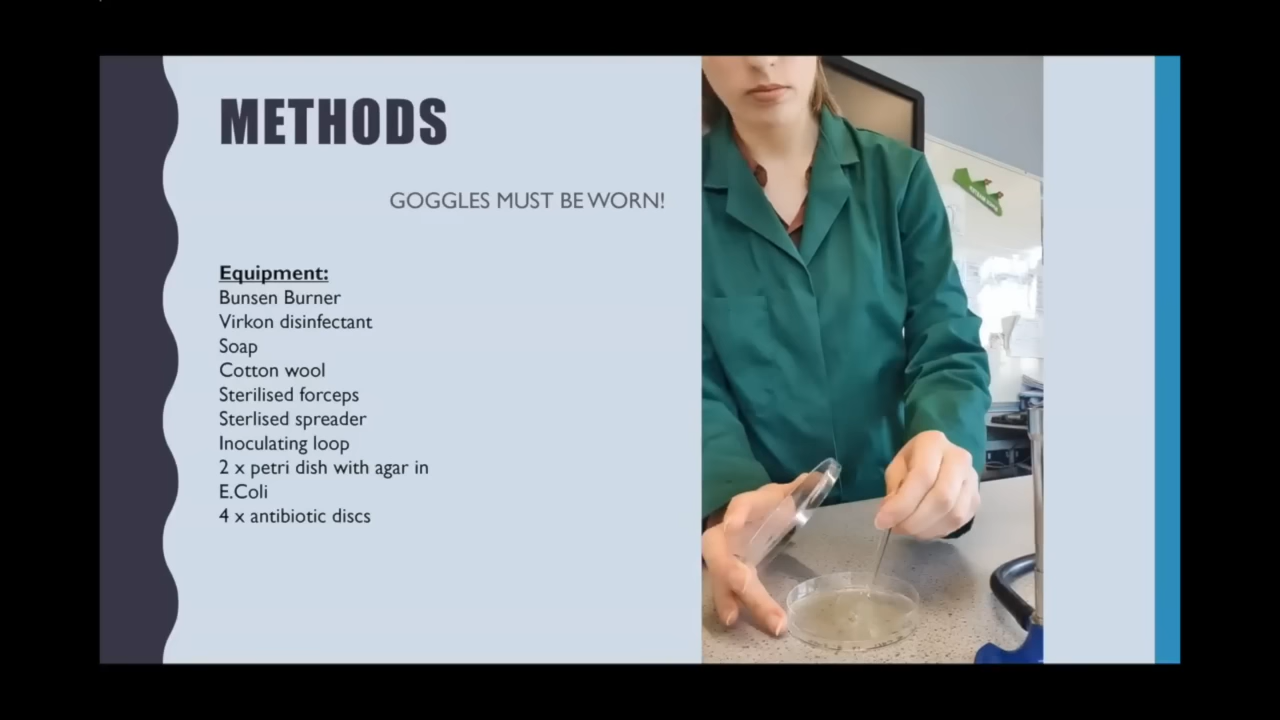 METHODS
GOGGLES MUST BE WORN!
Equipment:
Bunsen Burner
Virkon disinfectant
Soap
Cotton wool
Sterilised forceps
Sterlised spreader
Inoculating loop
2 x petri dish with agar in
E.Coli
4 x antibiotic discs